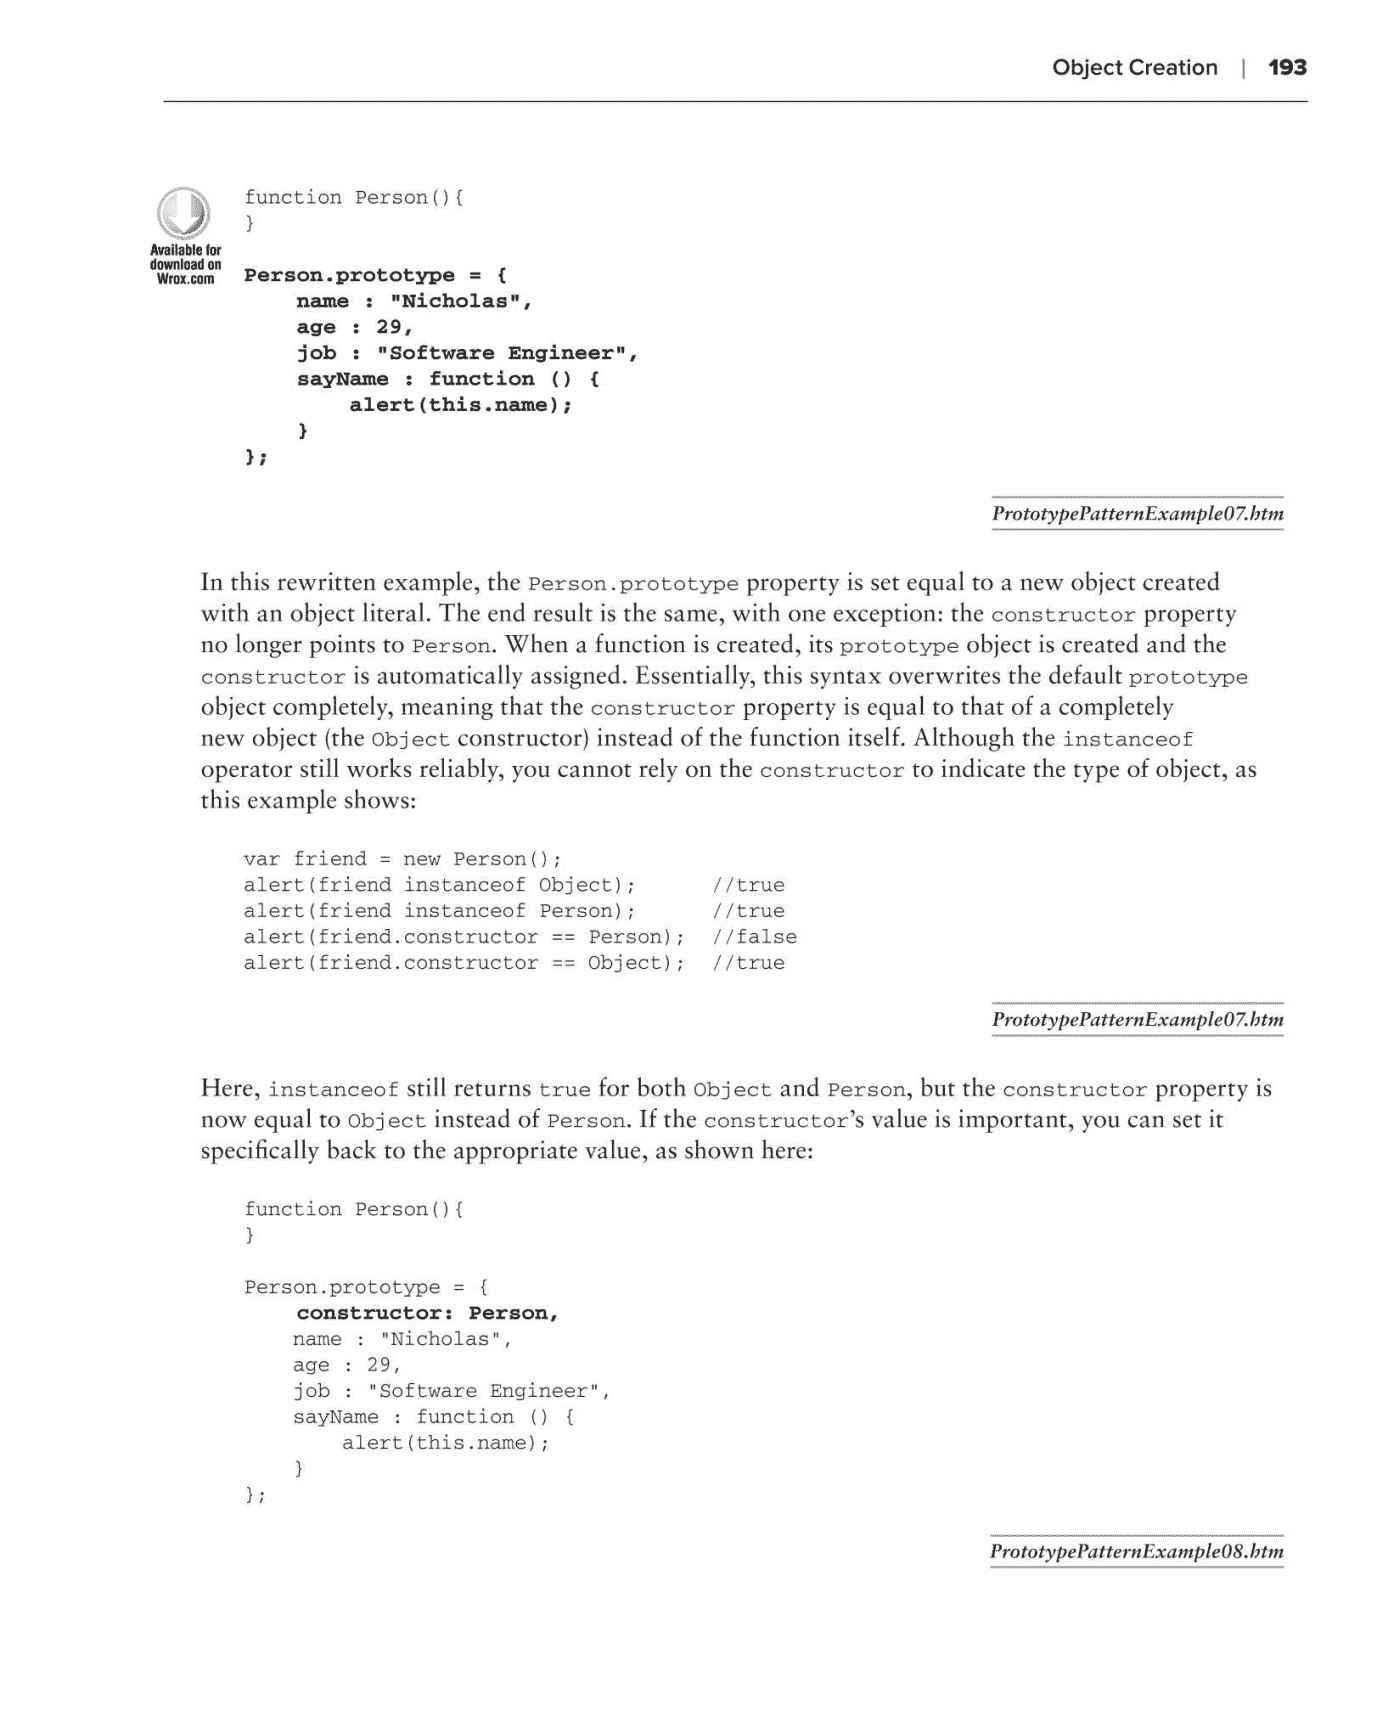 Object Creation | 193
function Person(){
}
Available for
download on
Wrox.com
Person.prototype = {
    name : "Nicholas",
    age : 29,
    job : "Software Engineer",
    sayName : function () {
        alert(this.name);
    }
};
PrototypePatternExample07.htm
In this rewritten example, the Person.prototype property is set equal to a new object created
with an object literal. The end result is the same, with one exception: the constructor property
no longer points to Person. When a function is created, its prototype object is created and the
constructor is automatically assigned. Essentially, this syntax overwrites the default prototype
object completely, meaning that the constructor property is equal to that of a completely
new object (the Object constructor) instead of the function itself. Although the instanceof
operator still works reliably, you cannot rely on the constructor to indicate the type of object, as
this example shows:
var friend = new Person();
alert(friend instanceof Object);      //true
alert(friend instanceof Person);      //true
alert(friend.constructor == Person);  //false
alert(friend.constructor == Object);  //true
PrototypePatternExample07.htm
Here, instanceof still returns true for both Object and Person, but the constructor property is
now equal to Object instead of Person. If the constructor's value is important, you can set it
specifically back to the appropriate value, as shown here:
function Person(){
}
Person.prototype = {
    constructor: Person,
    name : "Nicholas",
    age : 29,
    job : "Software Engineer",
    sayName : function () {
        alert(this.name);
    }
};
PrototypePatternExample08.htm